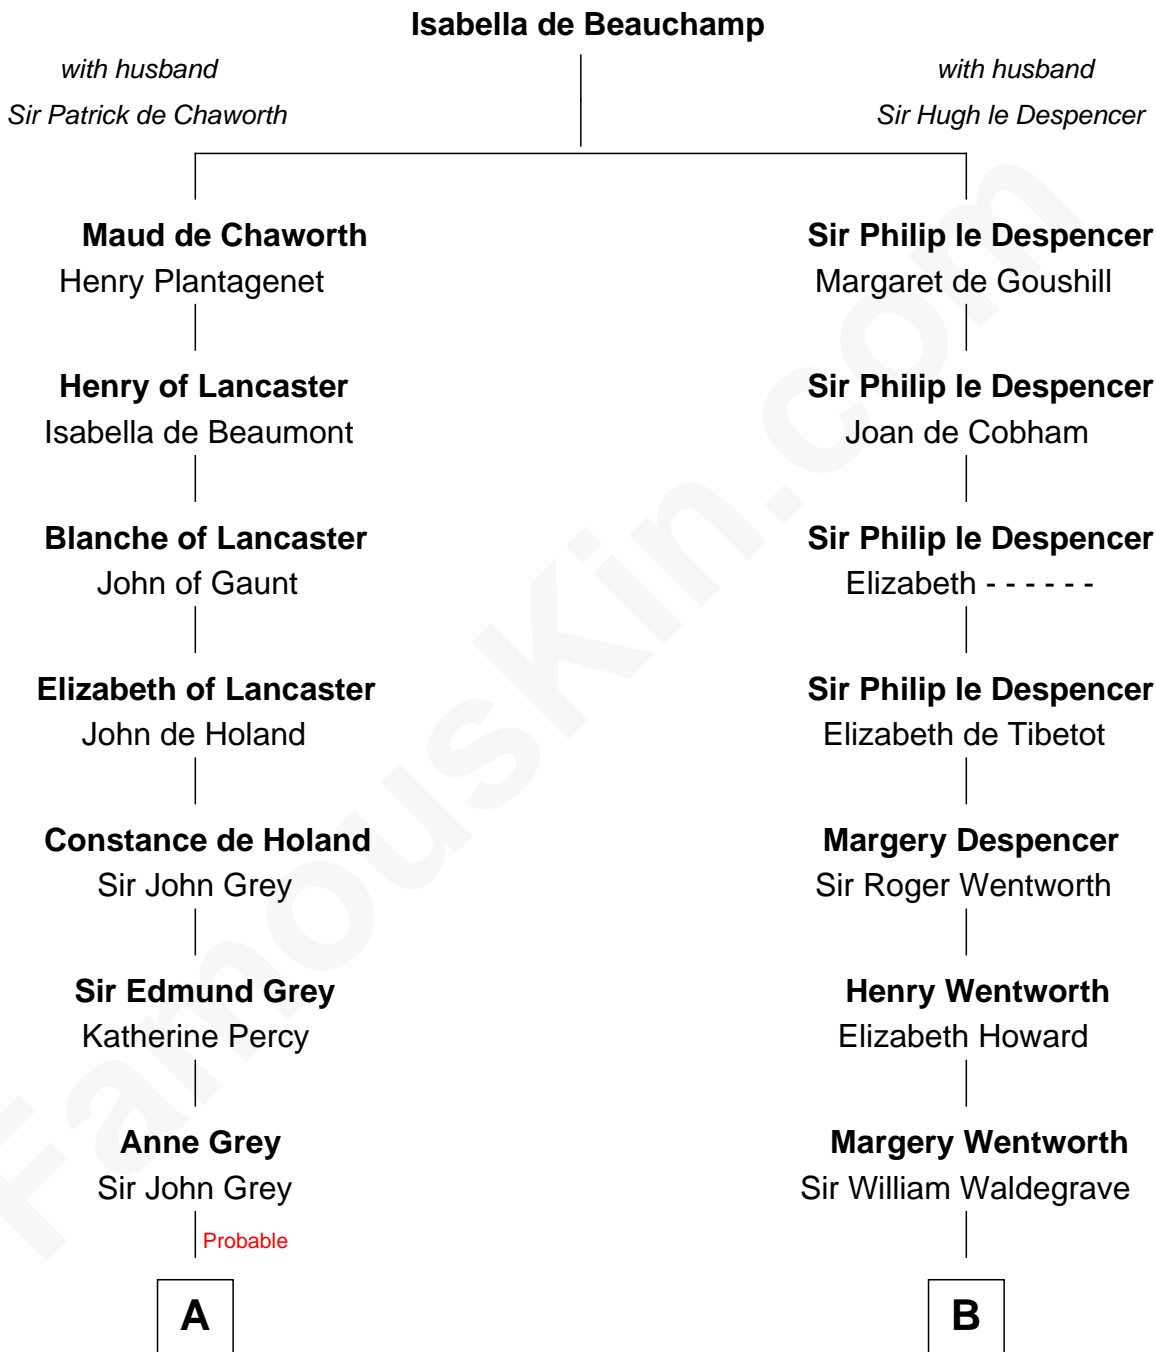 Isabella de Beauchamp
with husband
Sir Patrick de Chaworth
with husband
Sir Hugh le Despencer
Maud de Chaworth
Henry Plantagenet
Sir Philip le Despencer
Margaret de Goushill
Henry of Lancaster
Isabella de Beaumont
Sir Philip le Despencer
Joan de Cobham
Blanche of Lancaster
John of Gaunt
Sir Philip le Despencer
Elizabeth - - - - - -
Elizabeth of Lancaster
John de Holand
Sir Philip le Despencer
Elizabeth de Tibetot
Constance de Holand
Sir John Grey
Margery Despencer
Sir Roger Wentworth
Sir Edmund Grey
Katherine Percy
Henry Wentworth
Elizabeth Howard
Anne Grey
Sir John Grey
Margery Wentworth
Sir William Waldegrave
Probable
A
B
FamousKin.com